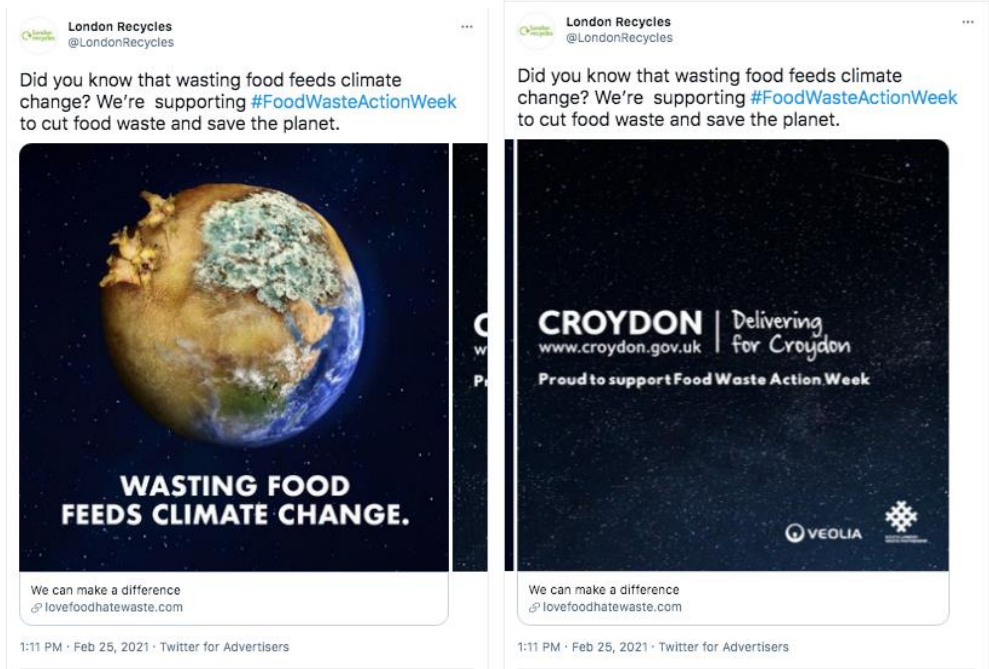 London Recycles
@LondonRecycles
Did you know that wasting food feeds climate
change? We're supporting #FoodWasteActionWeek
to cut food waste and save the planet.
WASTING FOOD
FEEDS CLIMATE CHANGE.
We can make a difference
lovefoodhatewaste.com
1:11 PM · Feb 25, 2021 · Twitter for Advertisers
London Recycles
@LondonRecycles
Did you know that wasting food feeds climate
change? We're supporting #FoodWasteActionWeek
to cut food waste and save the planet.
CROYDON | Delivering
www.croydon.gov.uk for Croydon
Proud to support Food Waste Action Week
VEOLIA
We can make a difference
lovefoodhatewaste.com
1:11 PM · Feb 25, 2021 · Twitter for Advertisers